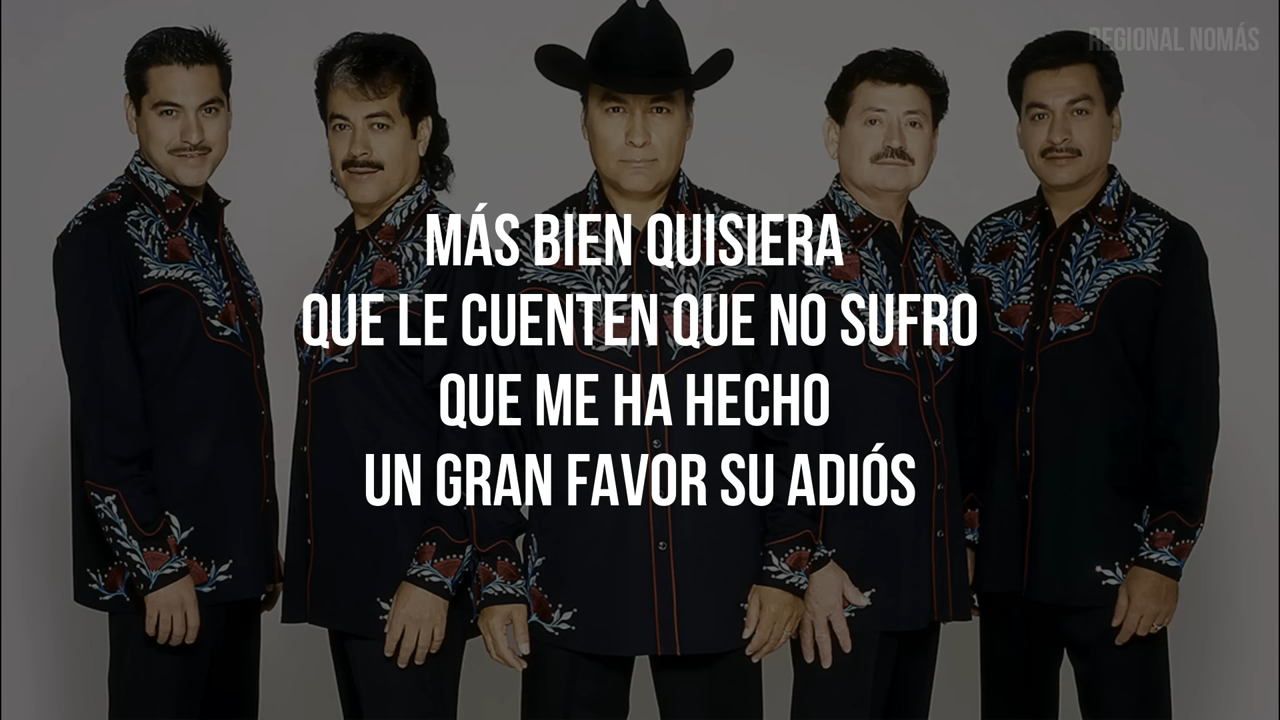 REGIONAL NOMÁS
MÁS BIEN QUISIERA
QUE LE CUENTEN QUE NO SUFRO
QUE ME HA HECHO
UN GRAN FAVOR SU ADIÓS